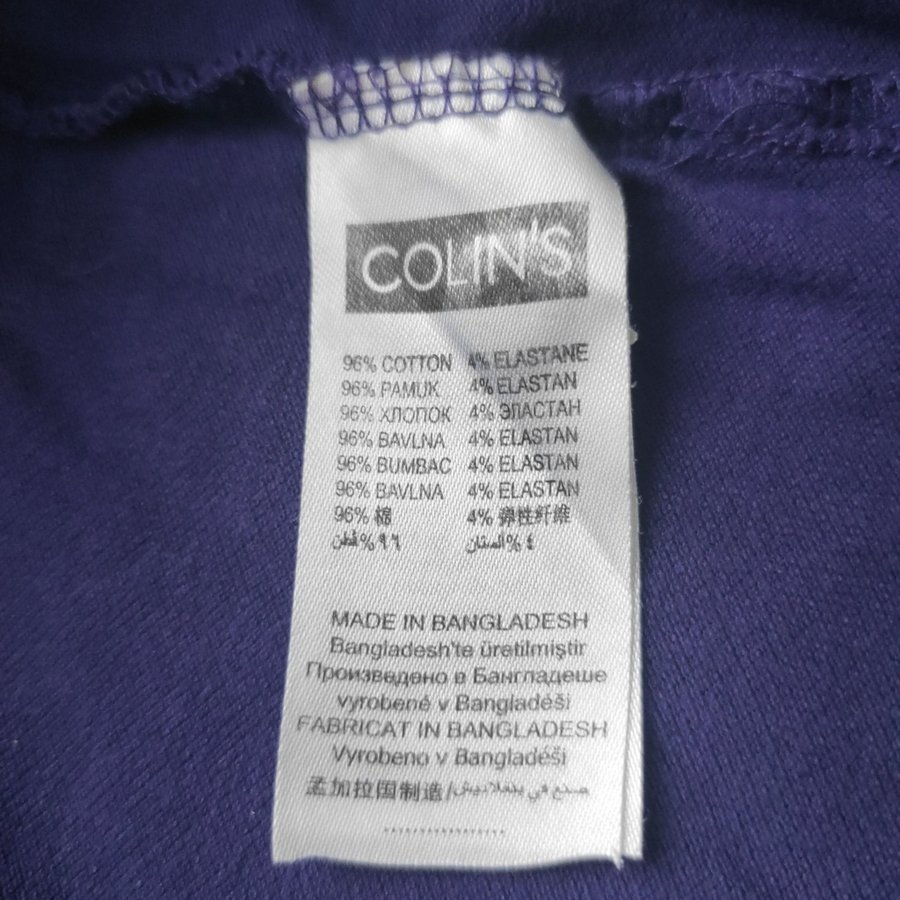 COLIN'S
96% COTTON 4% ELASTANE
96% PAMUK 4% ELASTAN
96% ХЛОПОК 4% ЭЛАСТАН
96% BAVLNA 4% ELASTAN
96% BUMBAC 4% ELASTAN
96% BAVLNA 4% ELASTAN
96% 棉 4% 弹性纤维
٩٦% قطن ٤% الستان
MADE IN BANGLADESH
Bangladesh'te üretilmiştir
Произведено в Бангладеше
vyrobené v Bangladéši
FABRICAT IN BANGLADESH
Vyrobeno v Bangladéši
孟加拉国制造/صنع في بنغلاديش